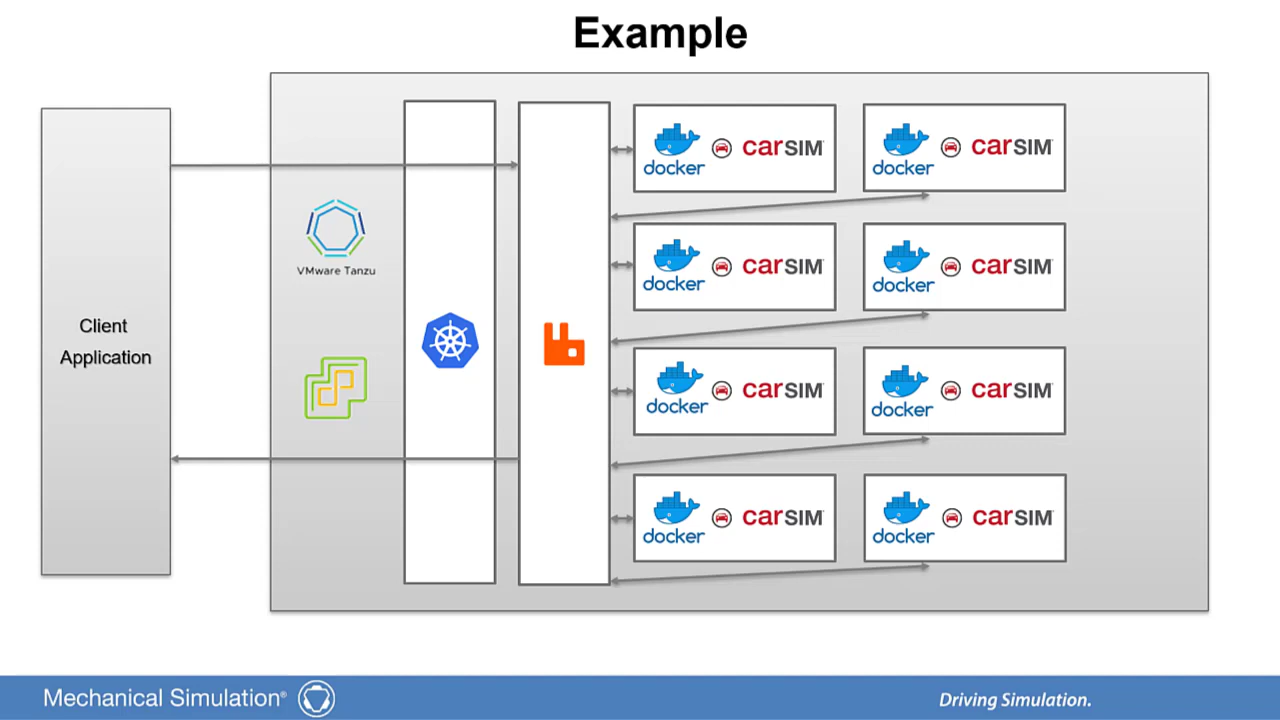 Example
Client
Application
VMware Tanzu
docker
carSIM
docker
carSIM
docker
carSIM
docker
carSIM
docker
carSIM
docker
carSIM
docker
carSIM
docker
carSIM
Mechanical Simulation®
Driving Simulation.